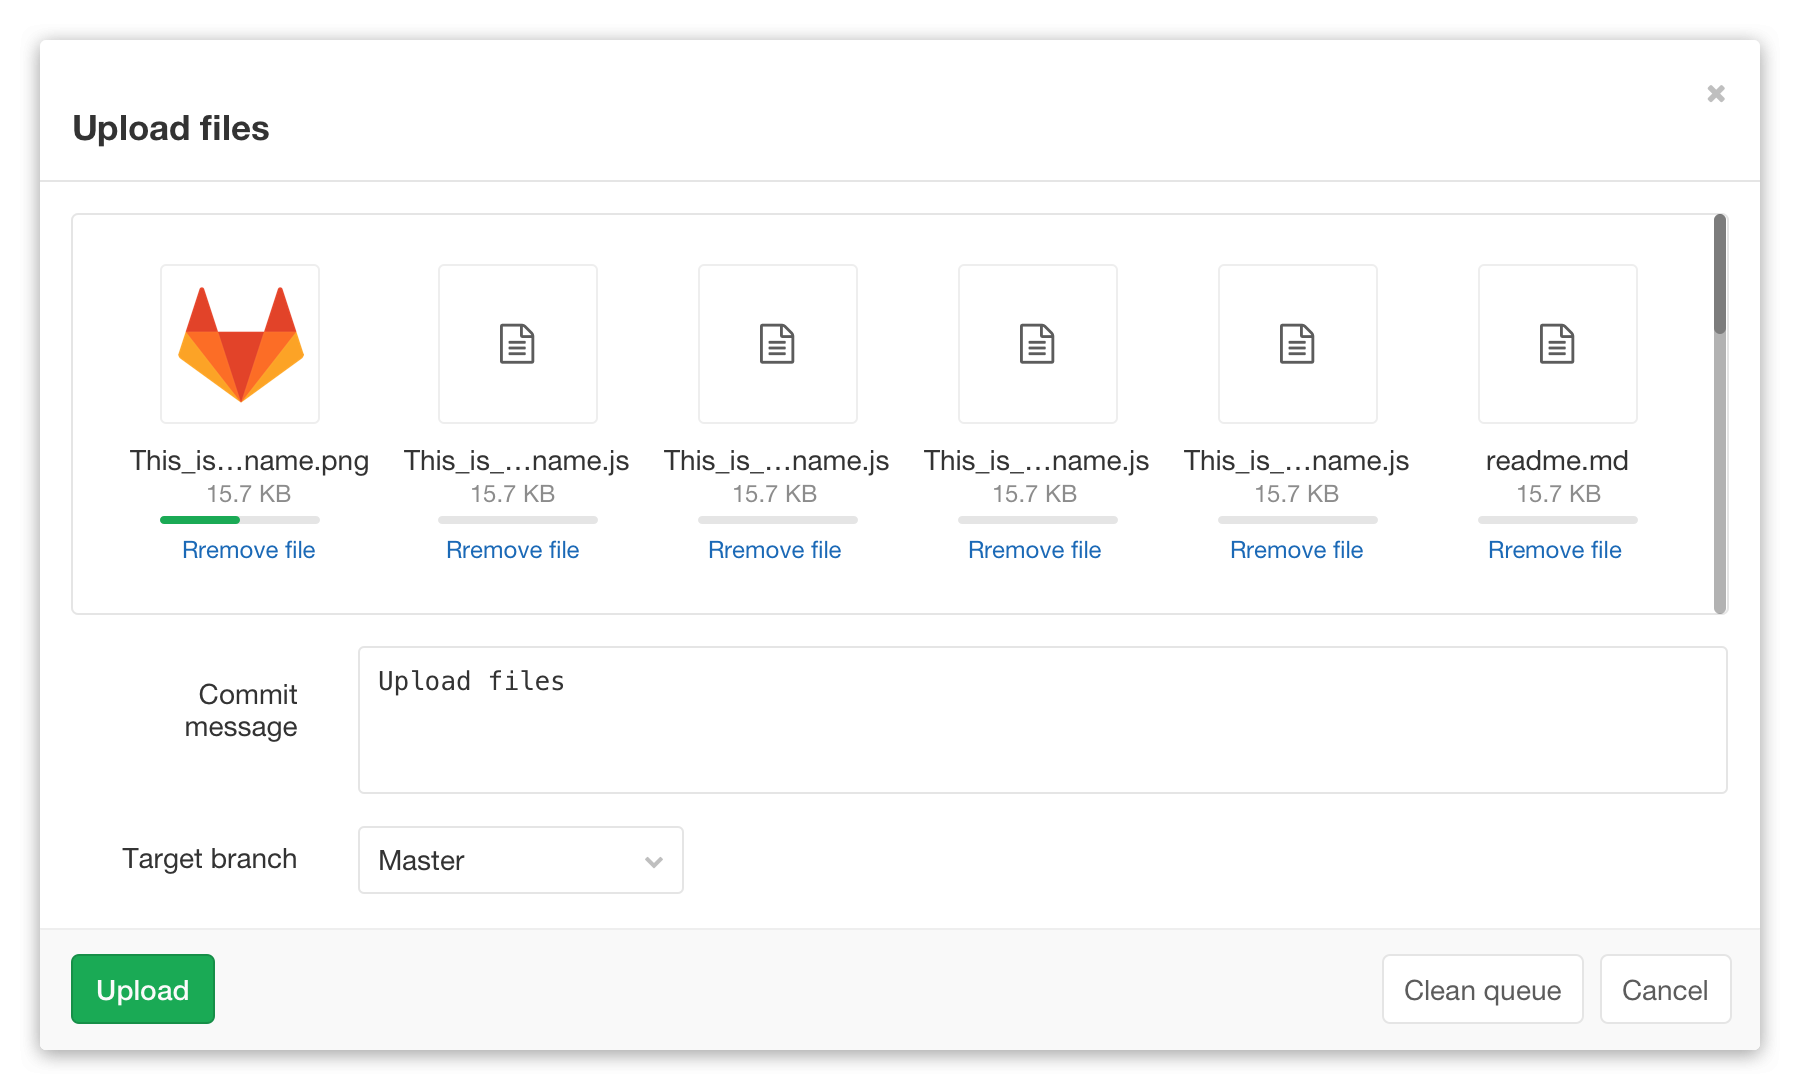 Upload files
This_is...name.png This_is_...name.js This_is_...name.js This_is_...name.js This_is_...name.js readme.md
15.7 KB 15.7 KB 15.7 KB 15.7 KB 15.7 KB 15.7 KB
Rremove file Rremove file Rremove file Rremove file Rremove file Rremove file
Commit
message
Upload files
Target branch Master
Upload Clean queue Cancel